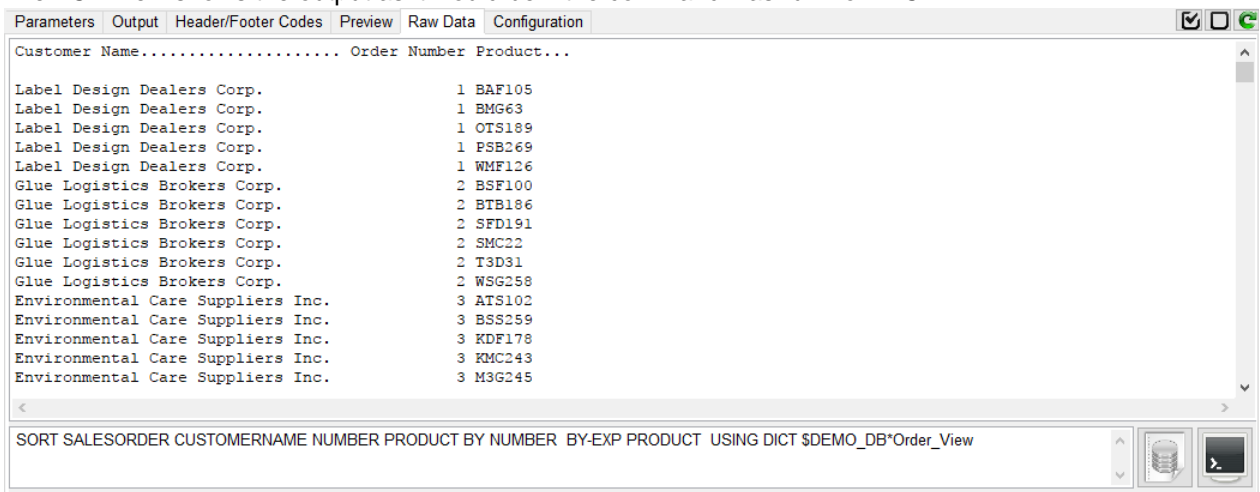 Parameters Output Header/Footer Codes Preview Raw Data Configuration
Customer Name..................... Order Number Product...
Label Design Dealers Corp. 1 BAF105
Label Design Dealers Corp. 1 BMG63
Label Design Dealers Corp. 1 OTS189
Label Design Dealers Corp. 1 PSB269
Label Design Dealers Corp. 1 WMF126
Glue Logistics Brokers Corp. 2 BSF100
Glue Logistics Brokers Corp. 2 BTB186
Glue Logistics Brokers Corp. 2 SFD191
Glue Logistics Brokers Corp. 2 SMC22
Glue Logistics Brokers Corp. 2 T3D31
Glue Logistics Brokers Corp. 2 WSG258
Environmental Care Suppliers Inc. 3 ATS102
Environmental Care Suppliers Inc. 3 BSS259
Environmental Care Suppliers Inc. 3 KDF178
Environmental Care Suppliers Inc. 3 KMC243
Environmental Care Suppliers Inc. 3 M3G245
SORT SALESORDER CUSTOMERNAME NUMBER PRODUCT BY NUMBER BY-EXP PRODUCT USING DICT $DEMO_DB*Order_View